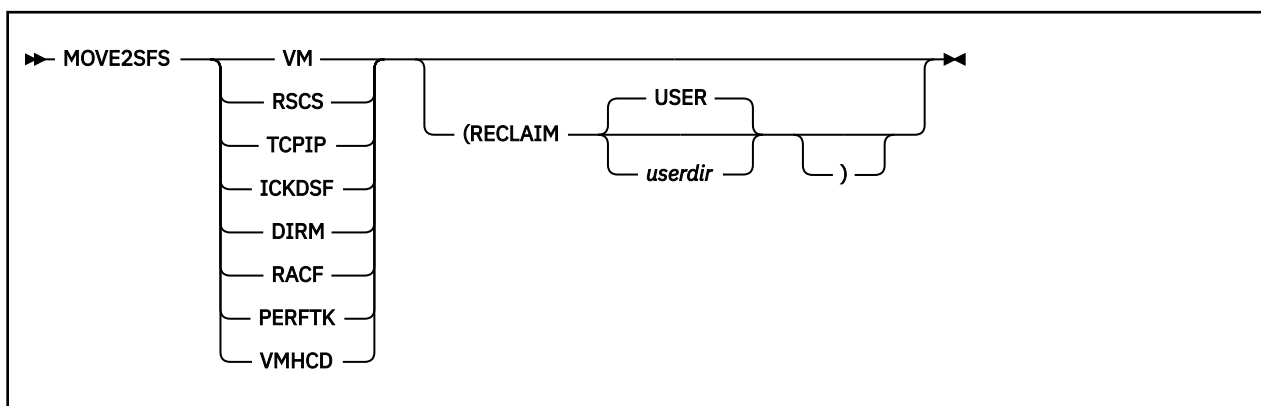 MOVE2SFS VM
RSCS
TCPIP
ICKDSF
DIRM
RACF
PERFTK
VMHCD
USER
(RECLAIM
userdir
)